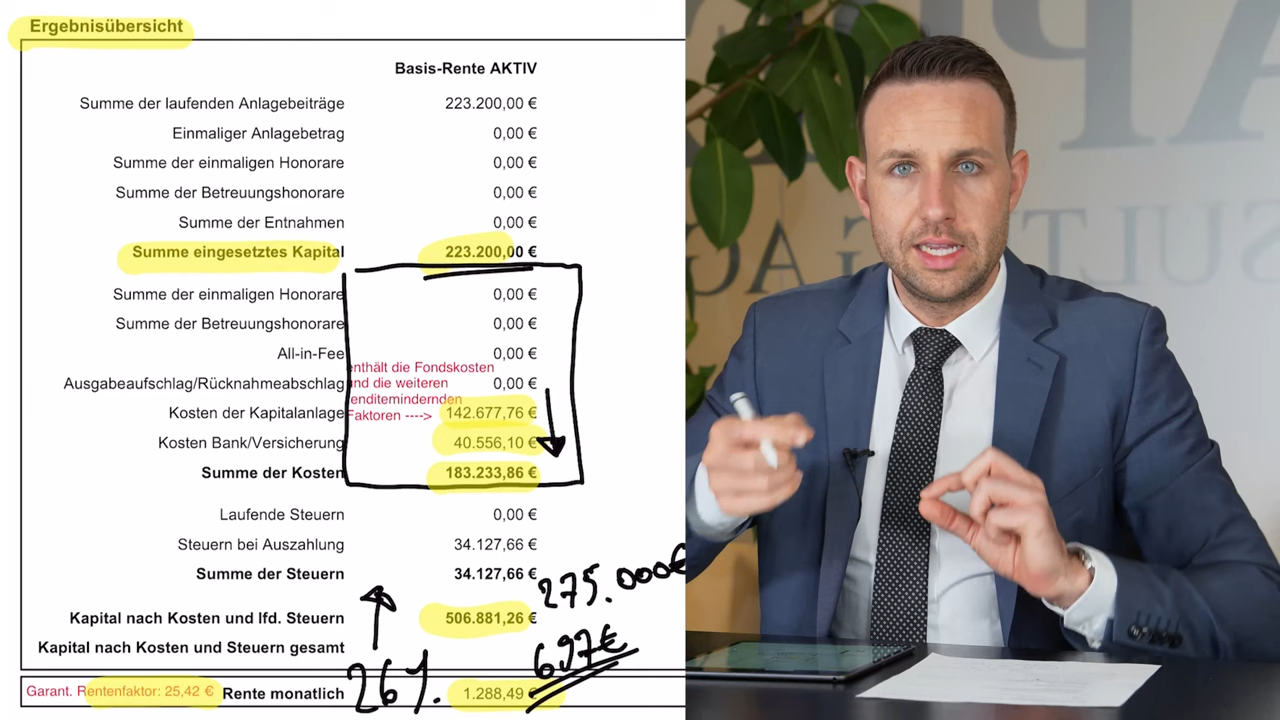 Ergebnisübersicht
Basis-Rente AKTIV
Summe der laufenden Anlagebeiträge 223.200,00 €
Einmaliger Anlagebetrag 0,00 €
Summe der einmaligen Honorare 0,00 €
Summe der Betreuungshonorare 0,00 €
Summe der Entnahmen 0,00 €
Summe eingesetztes Kapital 223.200,00 €
Summe der einmaligen Honorare 0,00 €
Summe der Betreuungshonorare 0,00 €
All-in-Fee 0,00 €
enthält die Fondskosten
Ausgabeaufschlag/Rücknahmeabschlag und die weiteren 0,00 €
renditemindernden
Kosten der Kapitalanlage Faktoren ----> 142.677,76 €
Kosten Bank/Versicherung 40.556,10 €
Summe der Kosten 183.233,86 €
Laufende Steuern 0,00 €
Steuern bei Auszahlung 34.127,66 €
Summe der Steuern 34.127,66 €
275.000€
Kapital nach Kosten und lfd. Steuern 506.881,26 €
Kapital nach Kosten und Steuern gesamt
697€
26%
Garant. Rentenfaktor: 25,42 € Rente monatlich 1.288,49 €